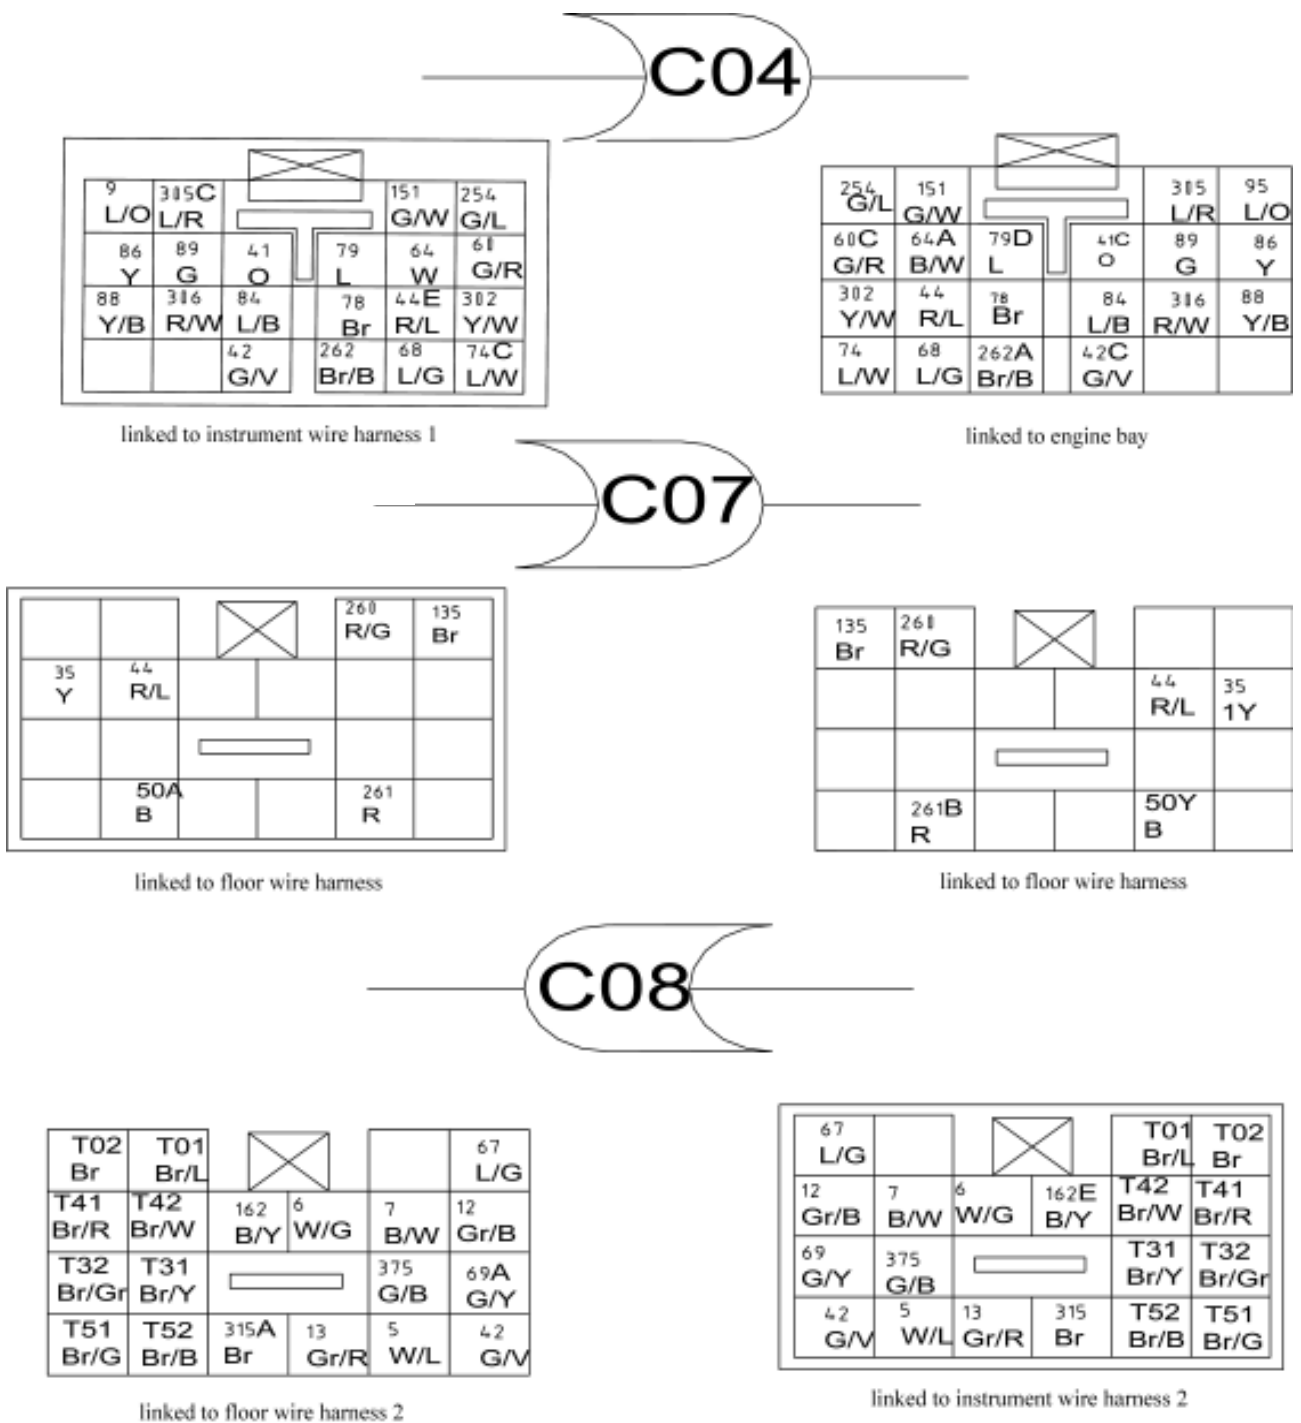 C04
9 305C 151 254
L/O L/R G/W G/L
86 89 41 79 64 60
Y G O L W G/R
88 306 84 78 44E 302
Y/B R/W L/B Br R/L Y/W
42 262 68 74C
G/V Br/B L/G L/W
linked to instrument wire harness 1
254 151 305 95
G/L G/W L/R L/O
60C 64A 79D 41C 89 86
G/R B/W L O G Y
302 44 78 84 306 88
Y/W R/L Br L/B R/W Y/B
74 68 262A 42C
L/W L/G Br/B G/V
linked to engine bay
C07
260 135
R/G Br
35 44
Y R/L
50A 261
B R
linked to floor wire harness
135 260
Br R/G
44 35
R/L 1Y
261B 50Y
R B
linked to floor wire harness
C08
T02 T01 67
Br Br/L L/G
T41 T42 162 6 7 12
Br/R Br/W B/Y W/G B/W Gr/B
T32 T31 375 69A
Br/Gr Br/Y G/B G/Y
T51 T52 315A 13 5 42
Br/G Br/B Br Gr/R W/L G/V
linked to floor wire harness 2
67 T01 T02
L/G Br/L Br
12 7 6 162E T42 T41
Gr/B B/W W/G B/Y Br/W Br/R
69 375 T31 T32
G/Y G/B Br/Y Br/Gr
42 5 13 315 T52 T51
G/V W/L Gr/R Br Br/B Br/G
linked to instrument wire harness 2